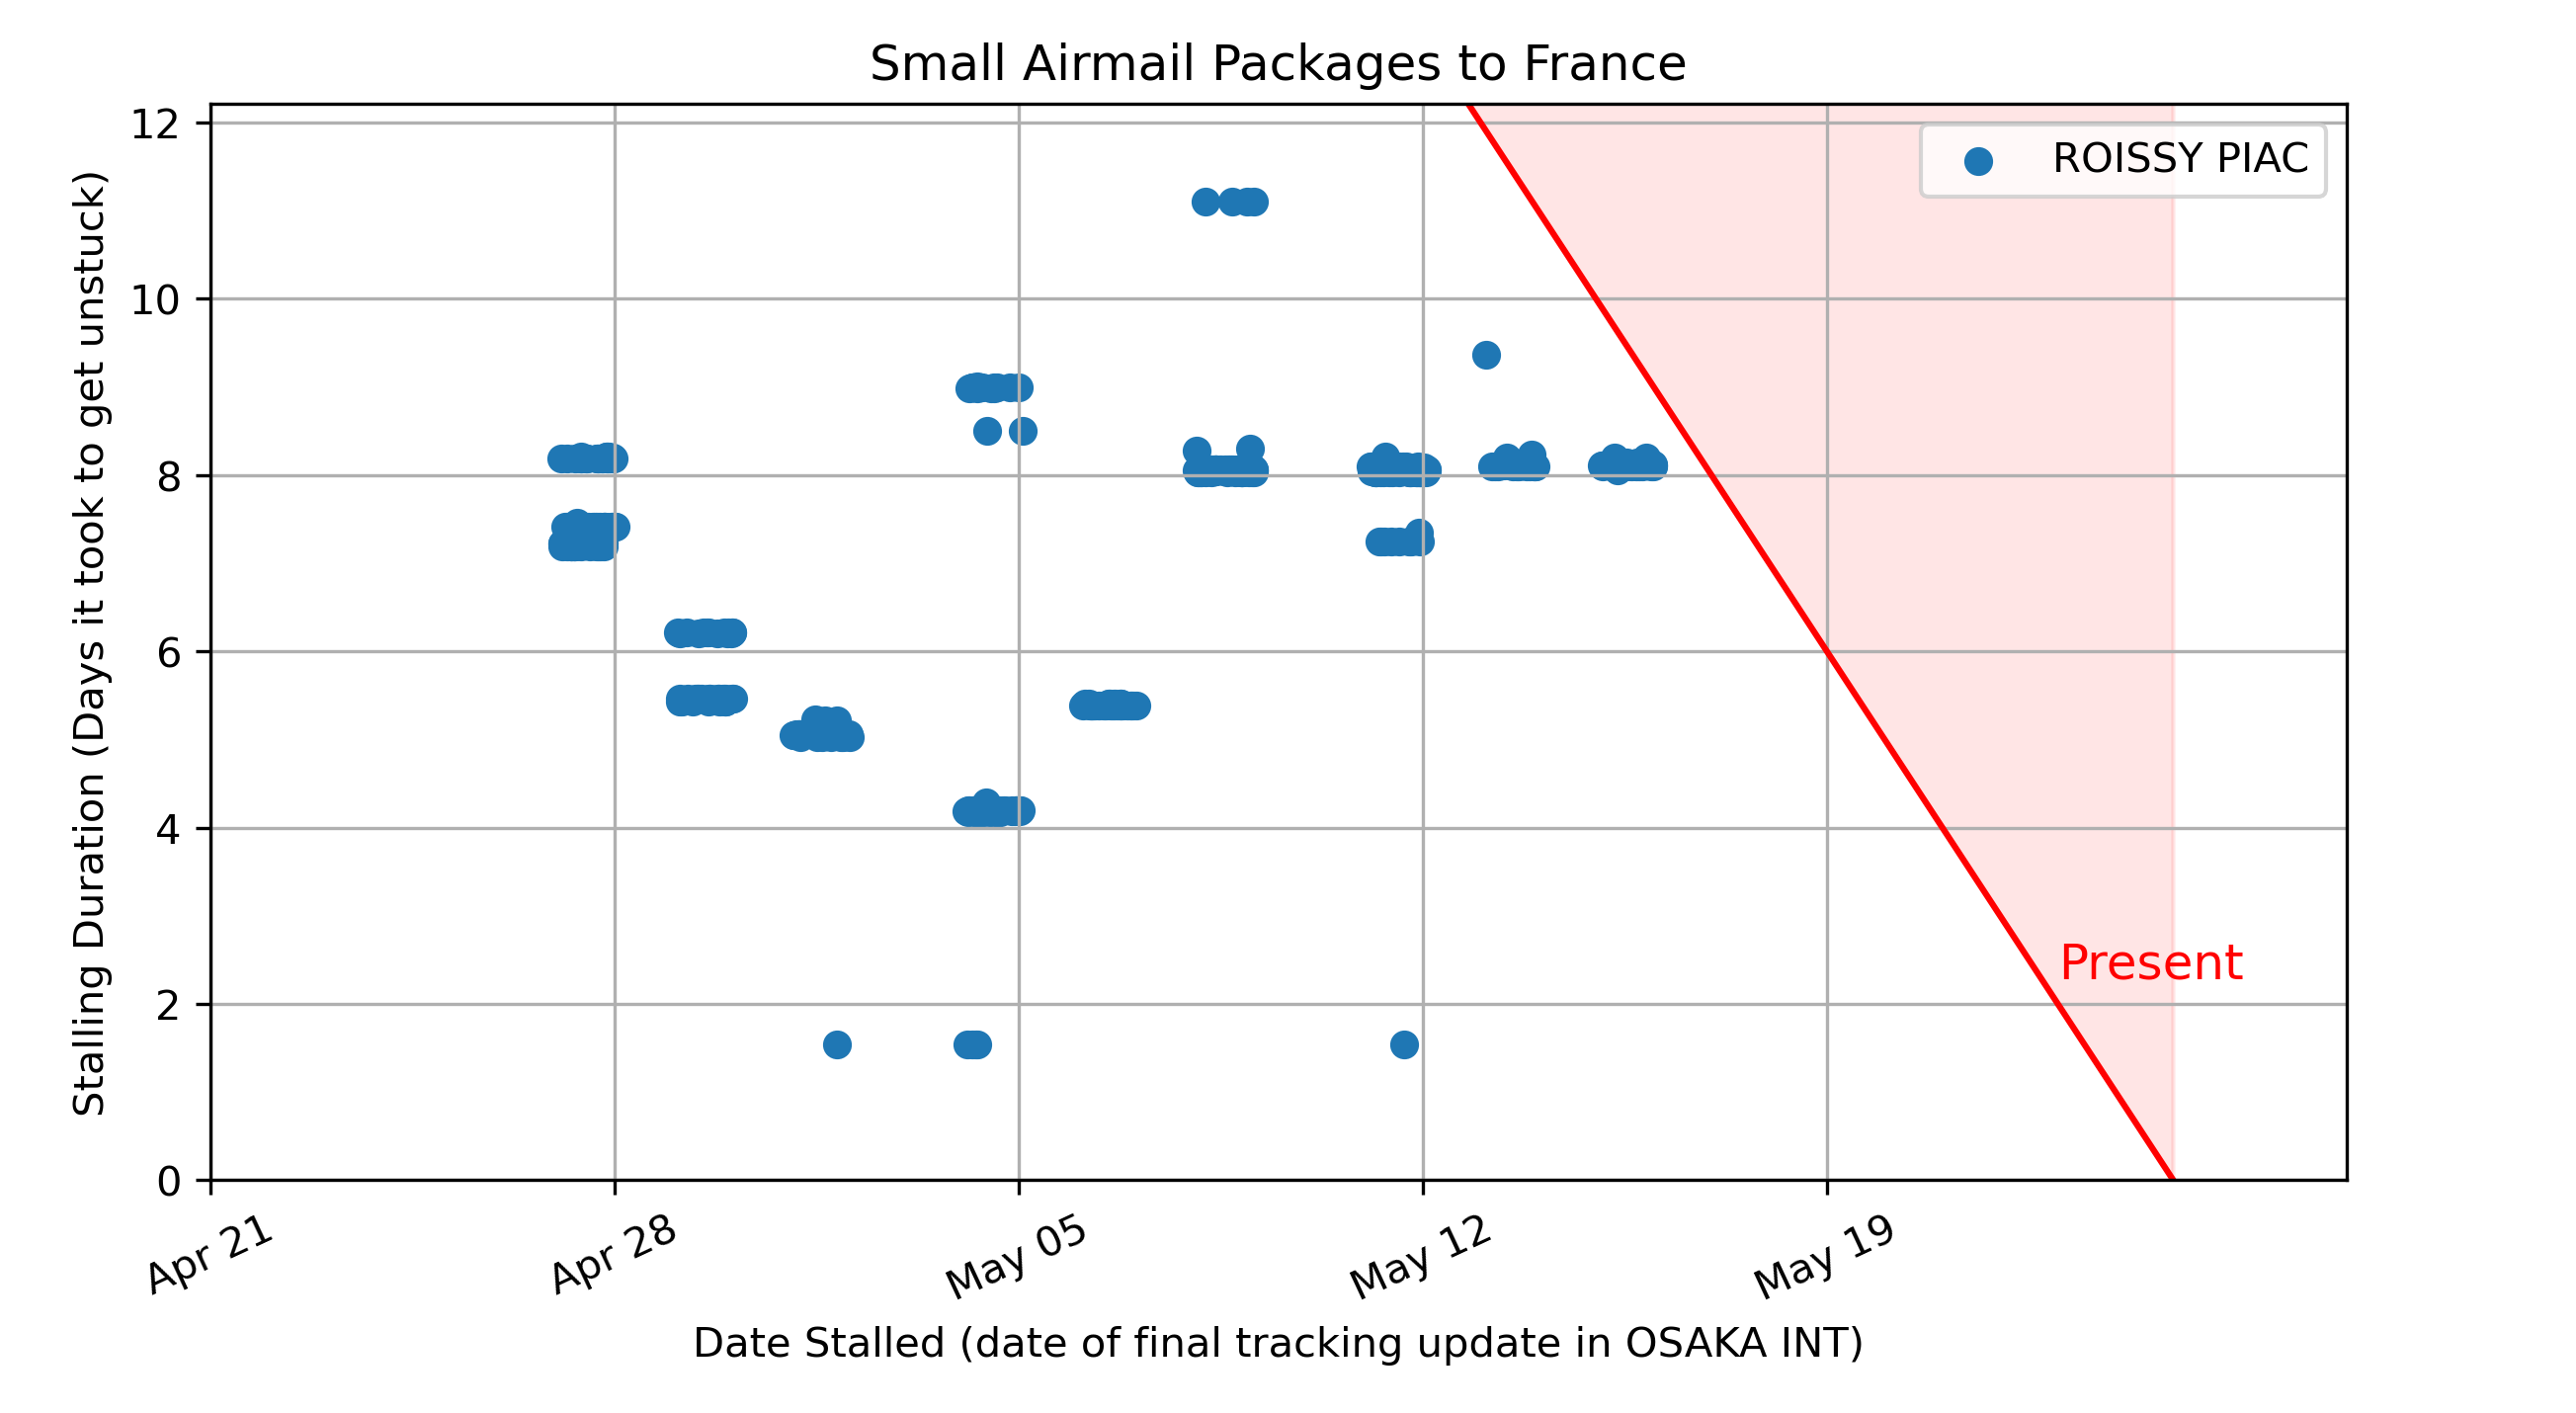 Small Airmail Packages to France
Stalling Duration (Days it took to get unstuck)
12
10
8
6
4
2
0
ROISSY PIAC
Present
Apr 21
Apr 28
May 05
May 12
May 19
Date Stalled (date of final tracking update in OSAKA INT)